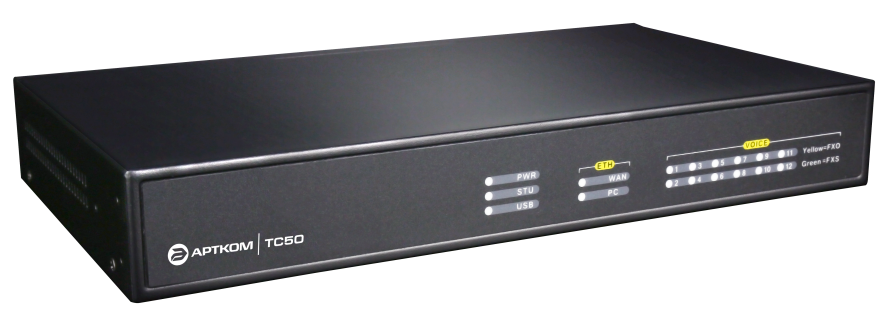 PWR
STU
USB
ETH
WAN
PC
VOICE
1 3 5 7 9 11 Yellow=FXO
2 4 6 8 10 12 Green=FXS
АРТКОМ TC50